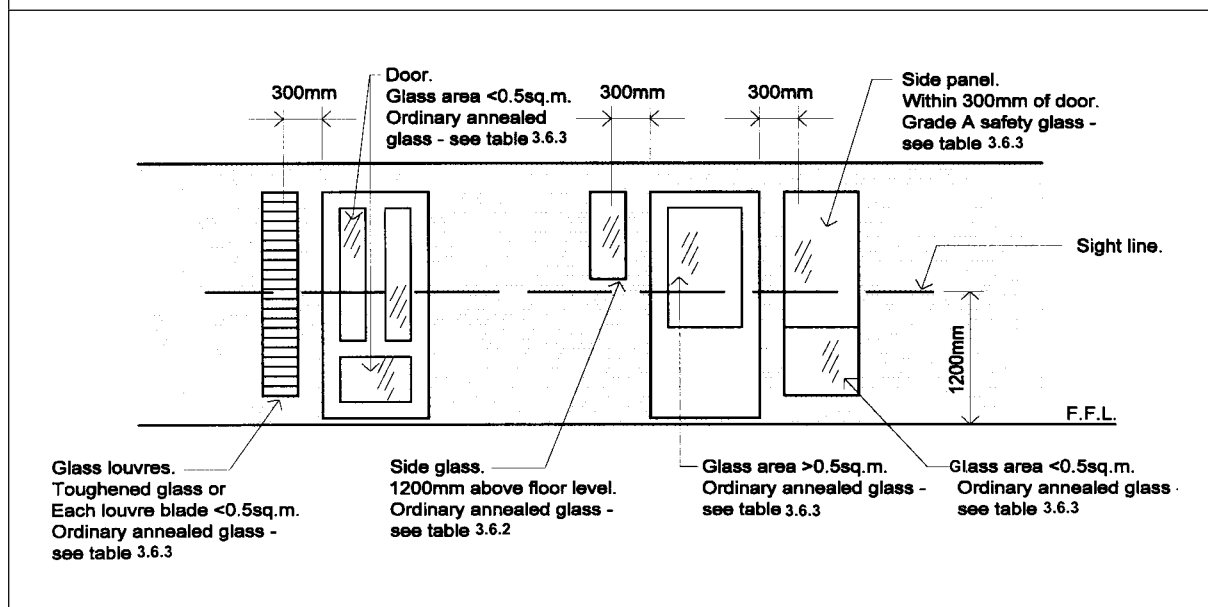 300mm
Door.
Glass area <0.5sq.m.
Ordinary annealed
glass - see table 3.6.3
300mm
300mm
Side panel.
Within 300mm of door.
Grade A safety glass -
see table 3.6.3
Sight line.
1200mm
F.F.L.
Glass louvres.
Toughened glass or
Each louvre blade <0.5sq.m.
Ordinary annealed glass -
see table 3.6.3
Side glass.
1200mm above floor level.
Ordinary annealed glass -
see table 3.6.2
Glass area >0.5sq.m.
Ordinary annealed glass -
see table 3.6.3
Glass area <0.5sq.m.
Ordinary annealed glass -
see table 3.6.3